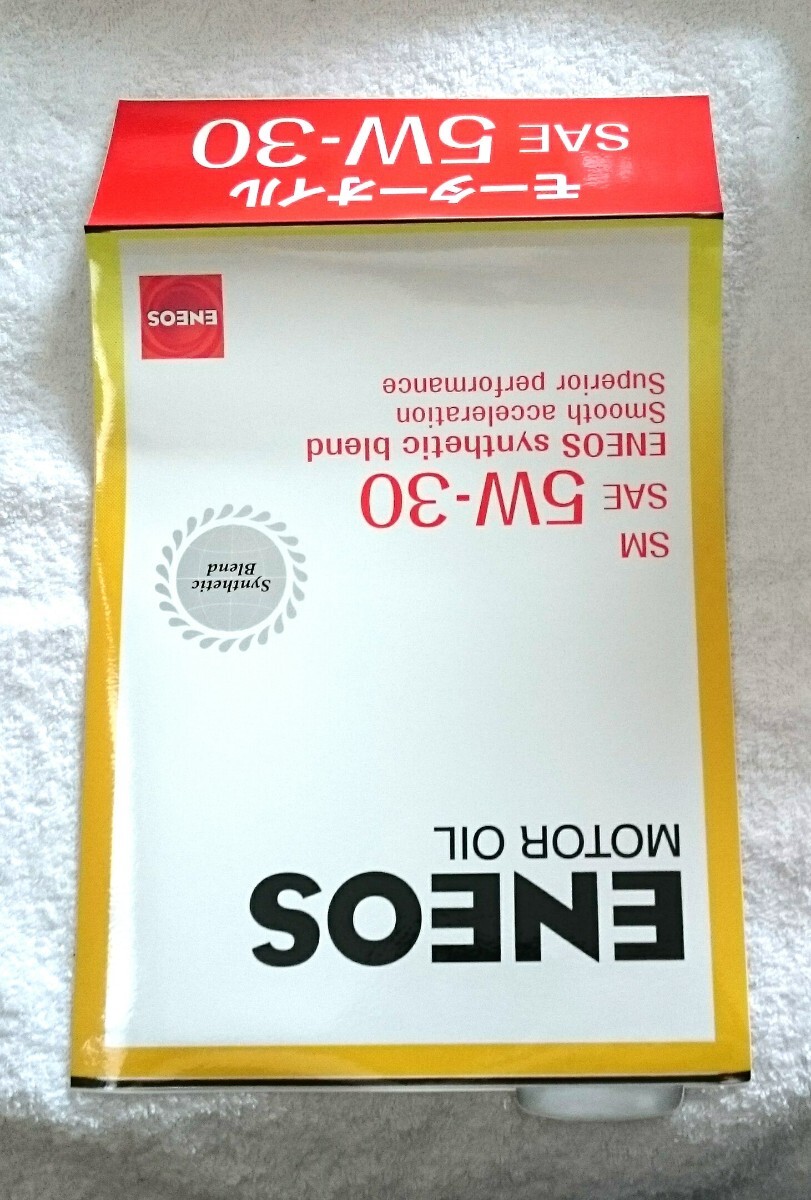 ENEOS
MOTOR OIL
Synthetic
Blend
SM
SAE 5W-30
ENEOS synthetic blend
Smooth acceleration
Superior performance
ENEOS
モーターオイル
SAE 5W-30